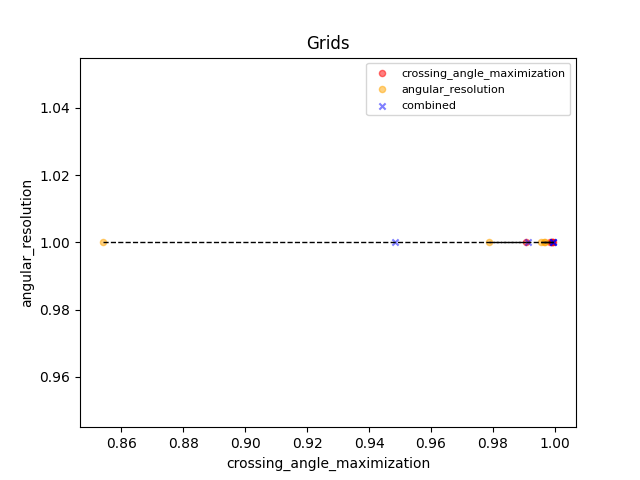 Grids
crossing_angle_maximization
angular_resolution
combined
1.04
1.02
1.00
0.98
0.96
angular_resolution
0.86
0.88
0.90
0.92
0.94
0.96
0.98
1.00
crossing_angle_maximization